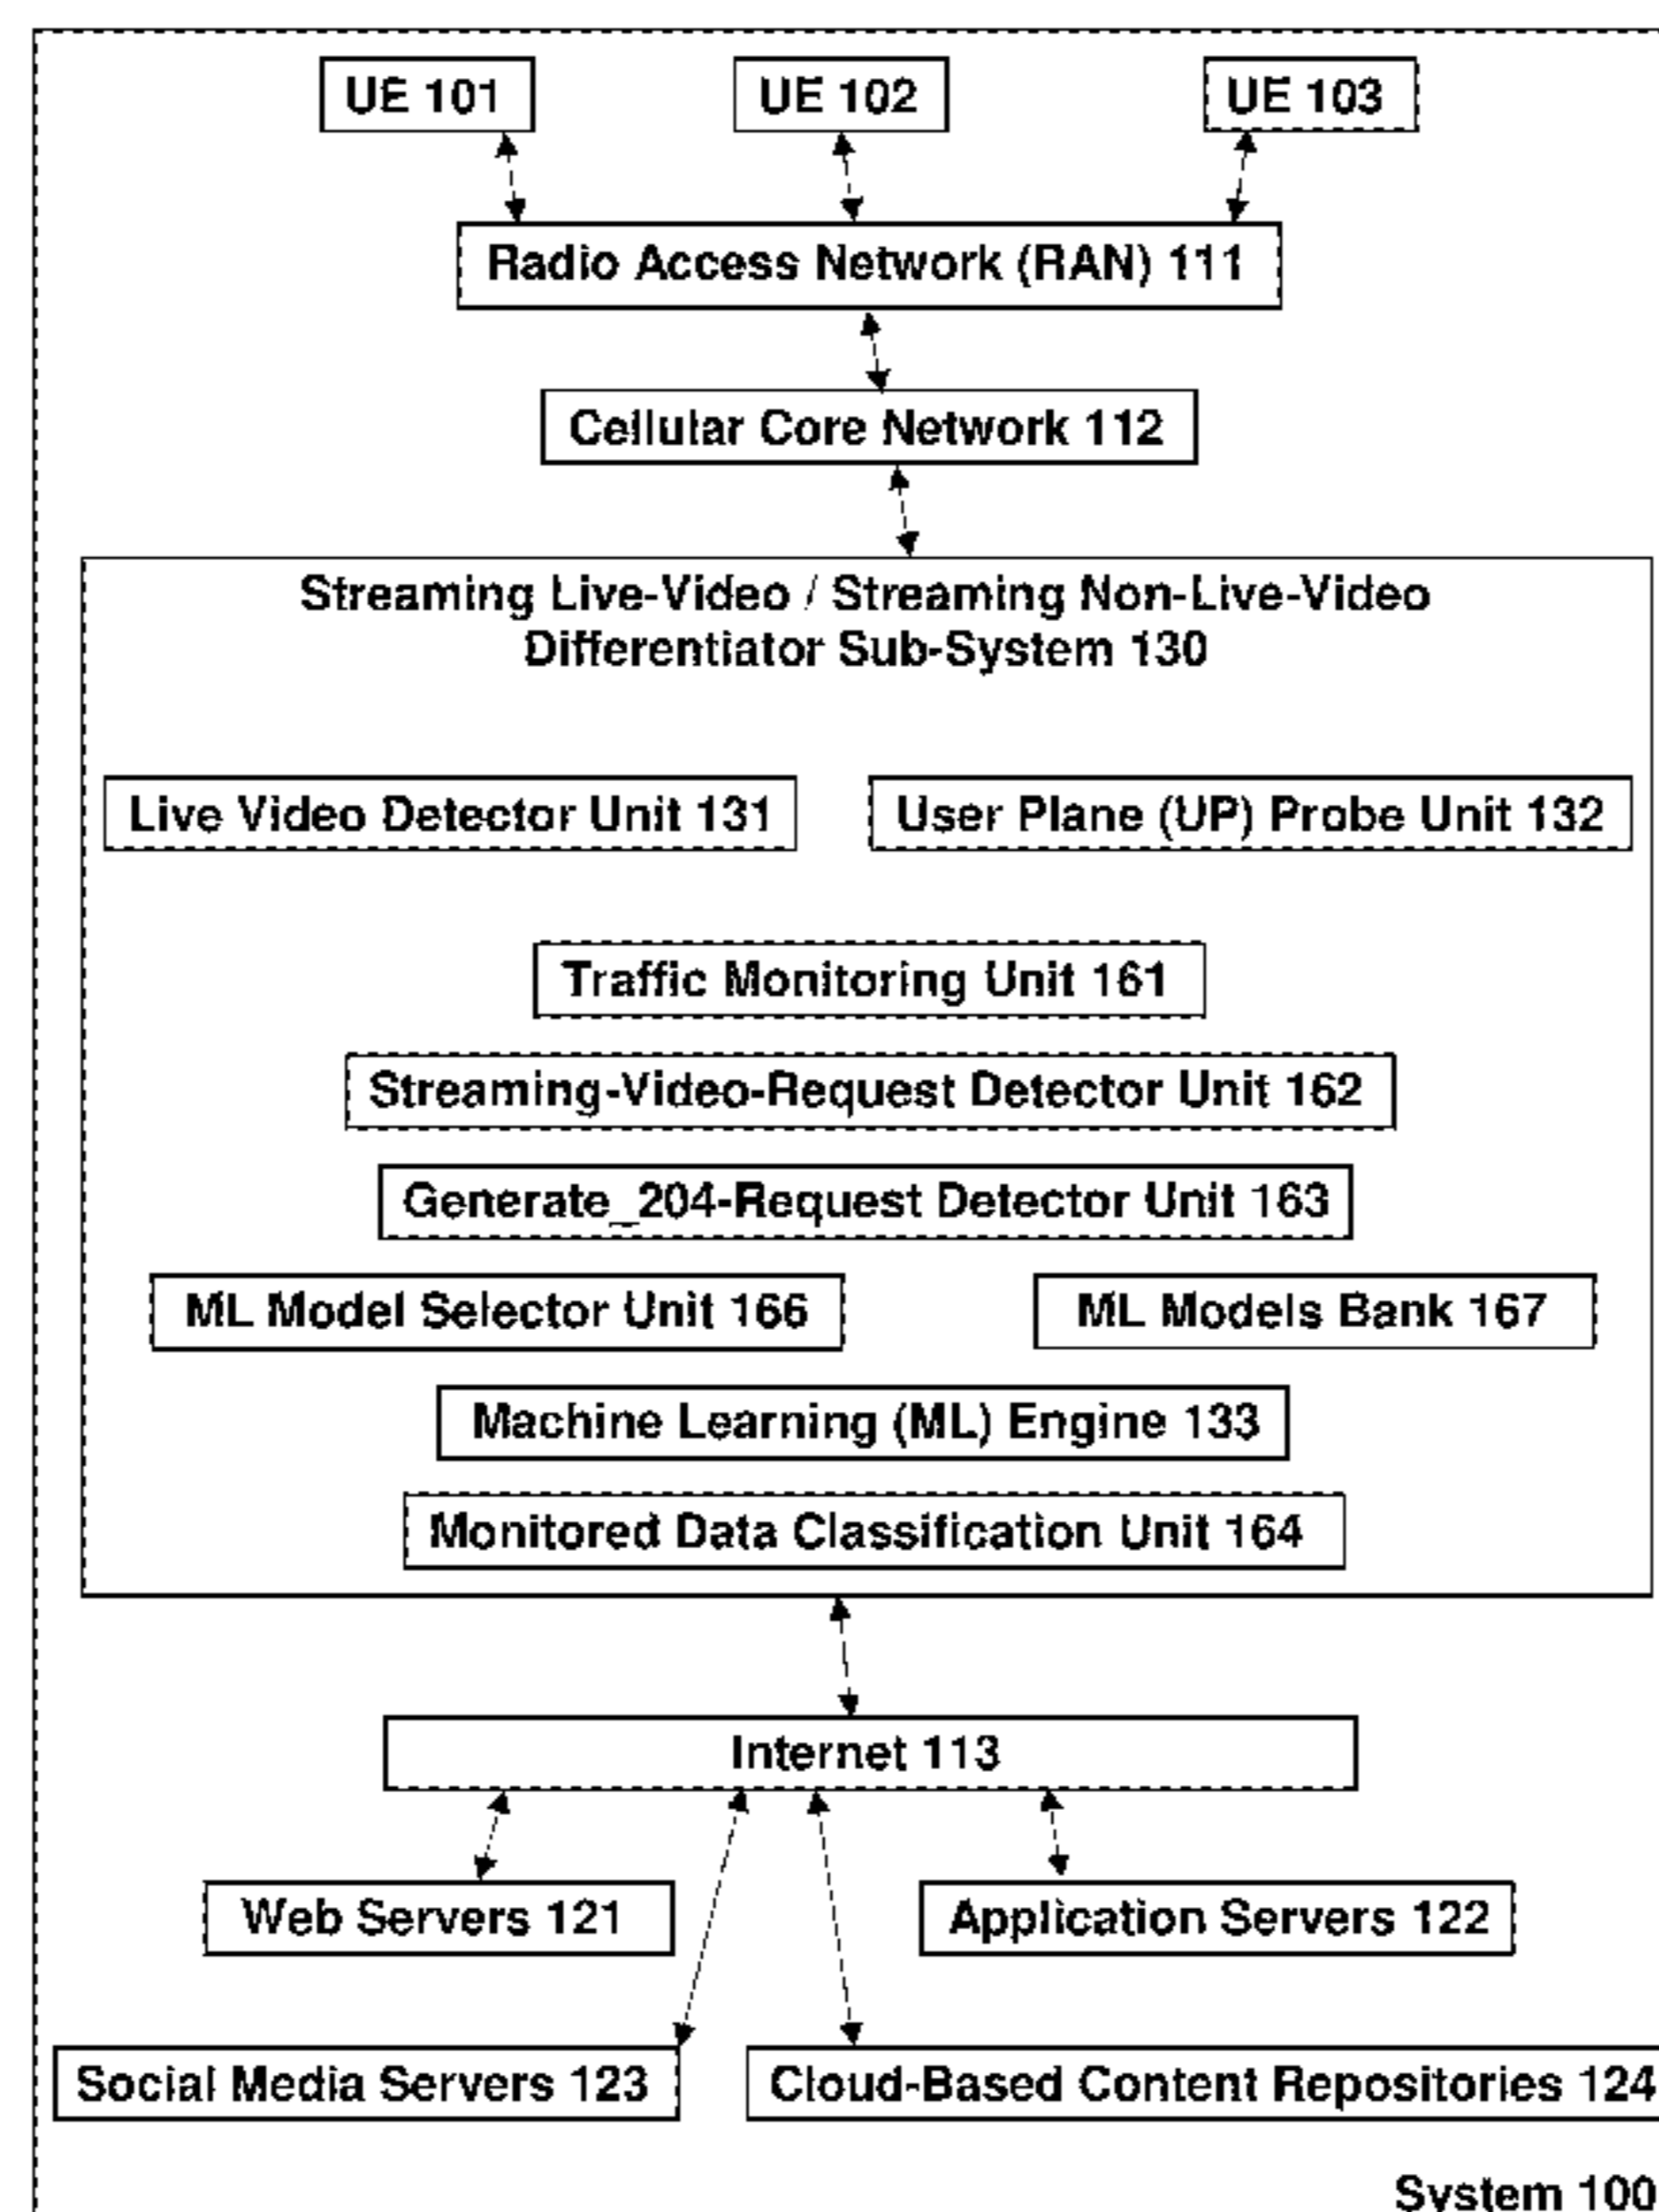 UE 101
UE 102
UE 103
Radio Access Network (RAN) 111
Cellular Core Network 112
Streaming Live-Video / Streaming Non-Live-Video
Differentiator Sub-System 130
Live Video Detector Unit 131
User Plane (UP) Probe Unit 132
Traffic Monitoring Unit 161
Streaming-Video-Request Detector Unit 162
Generate_204-Request Detector Unit 163
ML Model Selector Unit 166
ML Models Bank 167
Machine Learning (ML) Engine 133
Monitored Data Classification Unit 164
Internet 113
Web Servers 121
Application Servers 122
Social Media Servers 123
Cloud-Based Content Repositories 124
System 100